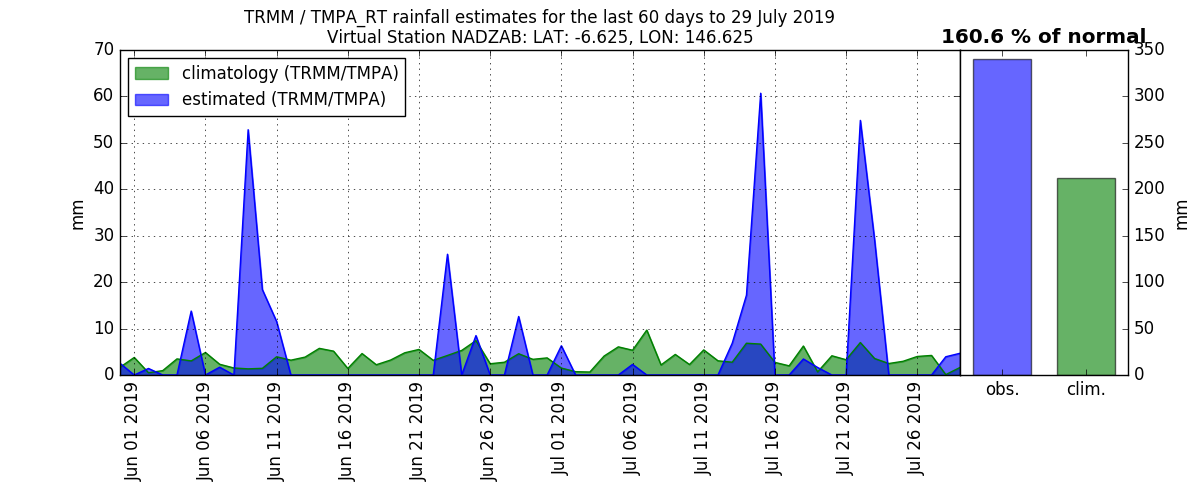 TRMM / TMPA_RT rainfall estimates for the last 60 days to 29 July 2019
Virtual Station NADZAB: LAT: -6.625, LON: 146.625
160.6 % of normal
climatology (TRMM/TMPA)
estimated (TRMM/TMPA)
70
60
50
40
30
20
10
0
mm
Jun 01 2019
Jun 06 2019
Jun 11 2019
Jun 16 2019
Jun 21 2019
Jun 26 2019
Jul 01 2019
Jul 06 2019
Jul 11 2019
Jul 16 2019
Jul 21 2019
Jul 26 2019
obs.
clim.
350
300
250
200
150
100
50
0
mm